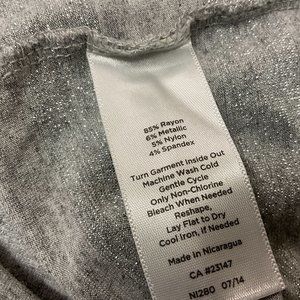 85% Rayon
6% Metallic
5% Nylon
4% Spandex
Turn Garment Inside Out
Machine Wash Cold
Gentle Cycle
Only Non-Chlorine
Bleach When Needed
Reshape,
Lay Flat to Dry
Cool Iron, if Needed
Made in Nicaragua
CA #23147
NI280 07/14